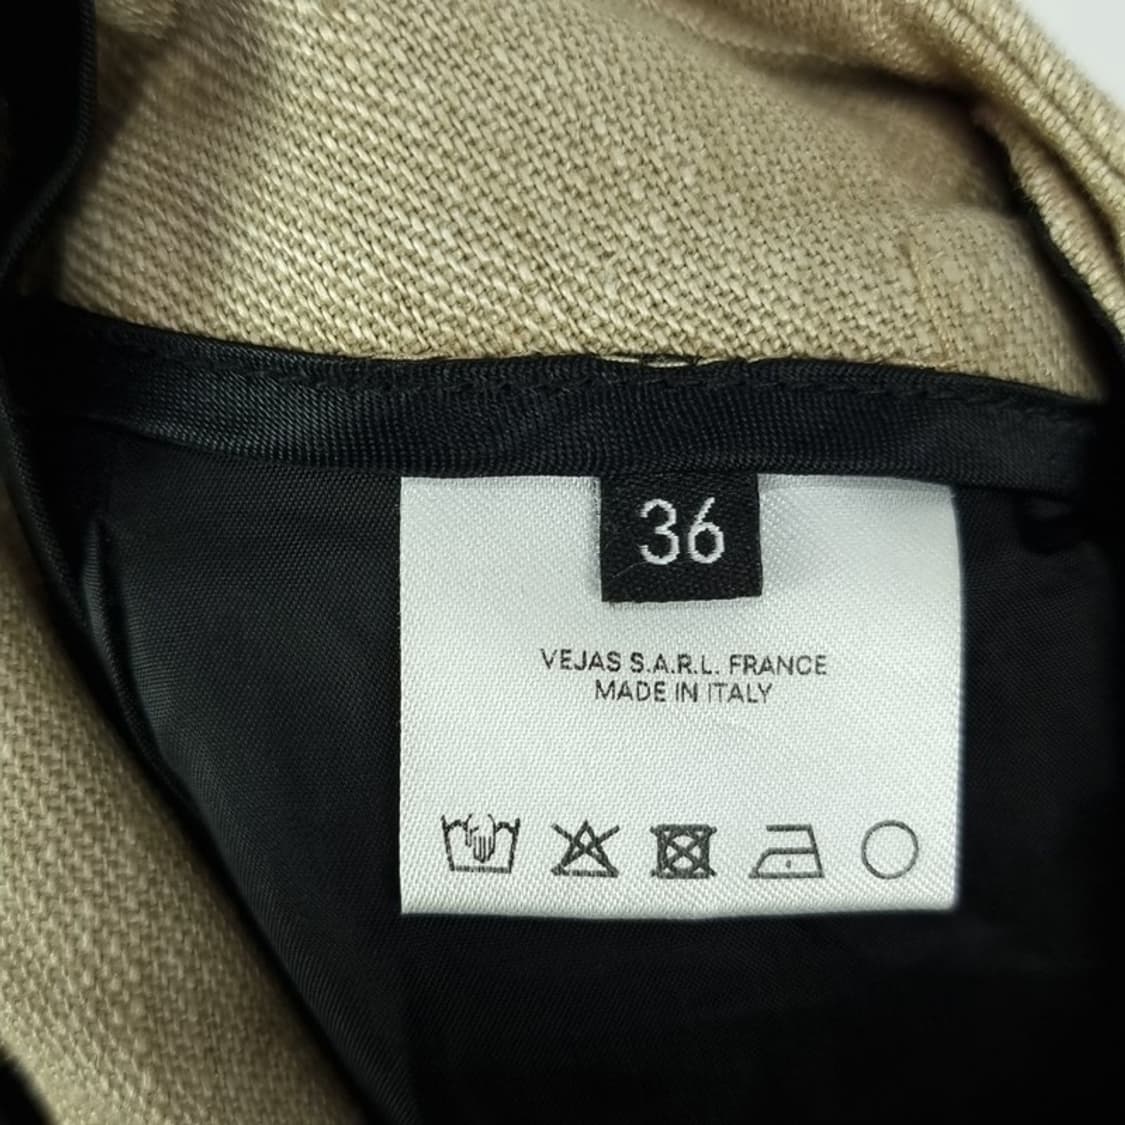 36
VEJAS S.A.R.L. FRANCE
MADE IN ITALY